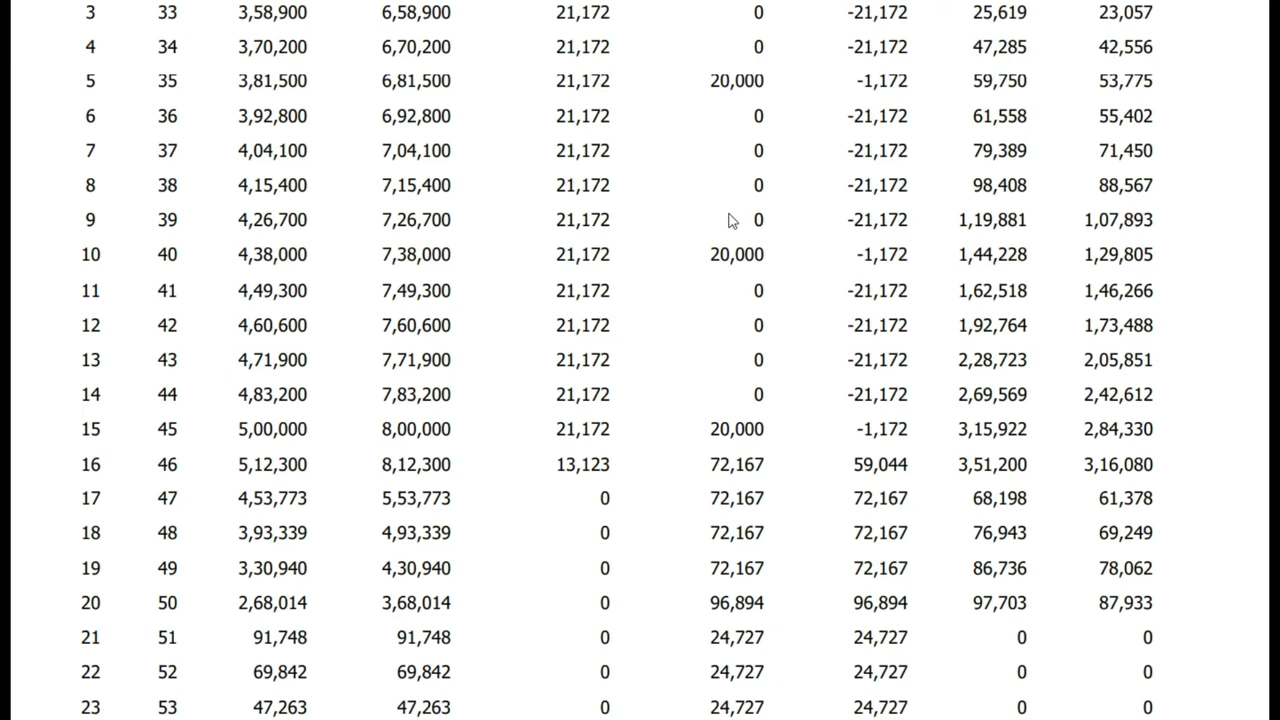 3 33 3,58,900 6,58,900 21,172 0 -21,172 25,619 23,057
4 34 3,70,200 6,70,200 21,172 0 -21,172 47,285 42,556
5 35 3,81,500 6,81,500 21,172 20,000 -1,172 59,750 53,775
6 36 3,92,800 6,92,800 21,172 0 -21,172 61,558 55,402
7 37 4,04,100 7,04,100 21,172 0 -21,172 79,389 71,450
8 38 4,15,400 7,15,400 21,172 0 -21,172 98,408 88,567
9 39 4,26,700 7,26,700 21,172 0 -21,172 1,19,881 1,07,893
10 40 4,38,000 7,38,000 21,172 20,000 -1,172 1,44,228 1,29,805
11 41 4,49,300 7,49,300 21,172 0 -21,172 1,62,518 1,46,266
12 42 4,60,600 7,60,600 21,172 0 -21,172 1,92,764 1,73,488
13 43 4,71,900 7,71,900 21,172 0 -21,172 2,28,723 2,05,851
14 44 4,83,200 7,83,200 21,172 0 -21,172 2,69,569 2,42,612
15 45 5,00,000 8,00,000 21,172 20,000 -1,172 3,15,922 2,84,330
16 46 5,12,300 8,12,300 13,123 72,167 59,044 3,51,200 3,16,080
17 47 4,53,773 5,53,773 0 72,167 72,167 68,198 61,378
18 48 3,93,339 4,93,339 0 72,167 72,167 76,943 69,249
19 49 3,30,940 4,30,940 0 72,167 72,167 86,736 78,062
20 50 2,68,014 3,68,014 0 96,894 96,894 97,703 87,933
21 51 91,748 91,748 0 24,727 24,727 0 0
22 52 69,842 69,842 0 24,727 24,727 0 0
23 53 47,263 47,263 0 24,727 24,727 0 0